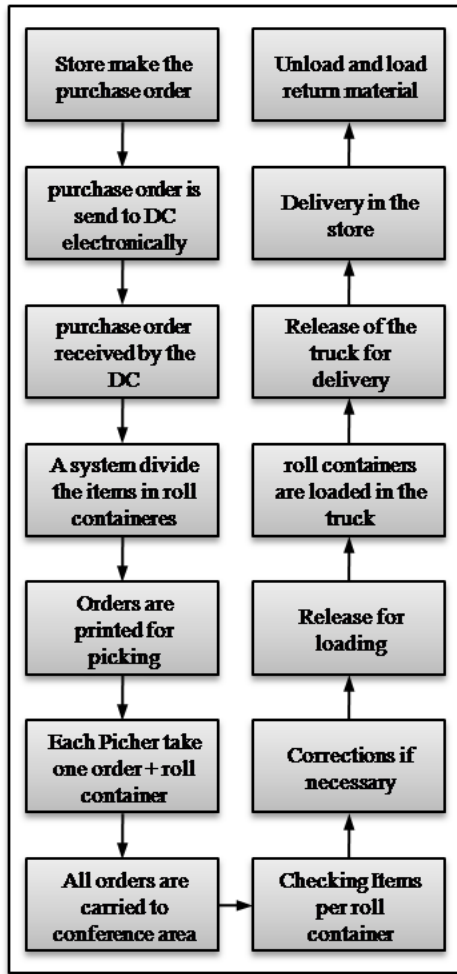 Store make the
purchase order
purchase order is
send to DC
electronically
purchase order
received by the
DC
A system divide
the items in roll
containeres
Orders are
printed for
picking
Each Picher take
one order + roll
container
All orders are
carried to
conference area
Checking Items
per roll
container
Corrections if
necessary
Release for
loading
roll containers
are loaded in the
truck
Release of the
truck for
delivery
Delivery in the
store
Unload and load
return material